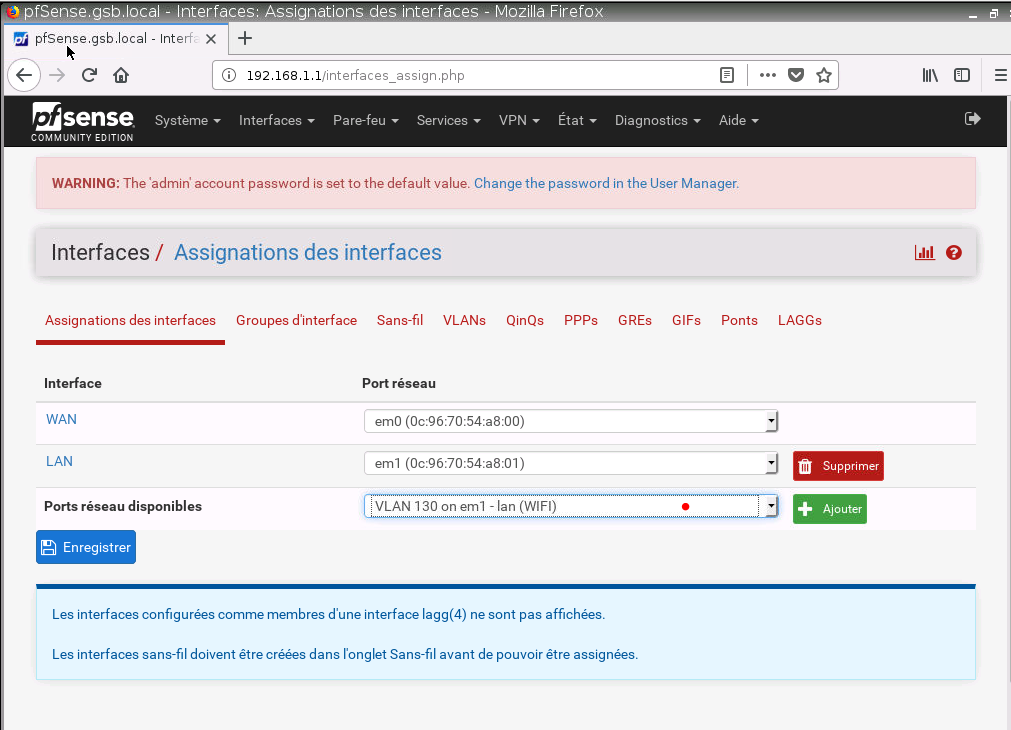 pfSense.gsb.local - Interfaces: Assignations des interfaces - Mozilla Firefox
pfSense.gsb.local - Interfa
192.168.1.1/interfaces_assign.php
pfsense
COMMUNITY EDITION
Système Interfaces Pare-feu Services VPN État Diagnostics Aide
WARNING: The 'admin' account password is set to the default value. Change the password in the User Manager.
Interfaces / Assignations des interfaces
Assignations des interfaces Groupes d'interface Sans-fil VLANs QinQs PPPs GREs GIFs Ponts LAGGs
Interface Port réseau
WAN em0 (0c:96:70:54:a8:00)
LAN em1 (0c:96:70:54:a8:01) Supprimer
Ports réseau disponibles VLAN 130 on em1 - lan (WIFI) Ajouter
Enregistrer
Les interfaces configurées comme membres d'une interface lagg(4) ne sont pas affichées.
Les interfaces sans-fil doivent être créées dans l'onglet Sans-fil avant de pouvoir être assignées.